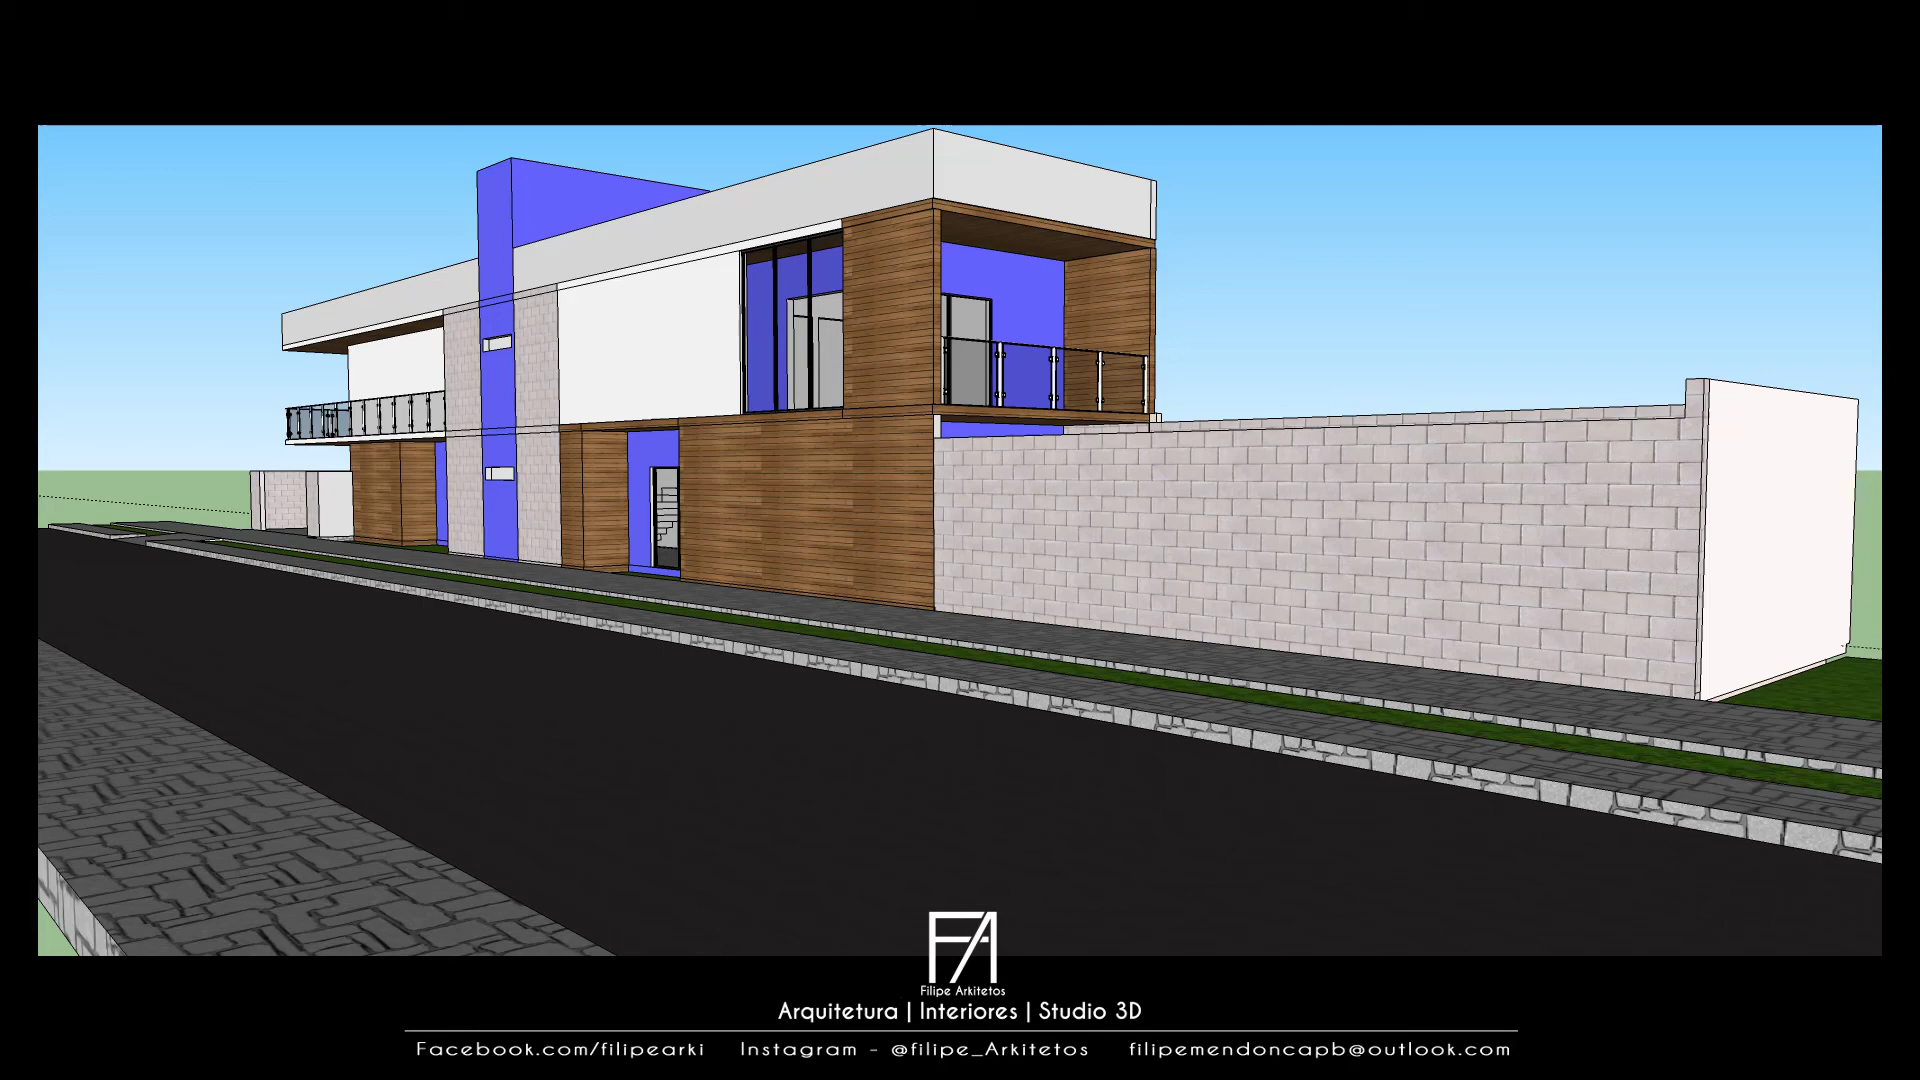 FA
Filipe Arkitetos
Arquitetura | Interiores | Studio 3D
Facebook.com/filipearki Instagram - @filipe_Arkitetos filipemendoncapb@outlook.com